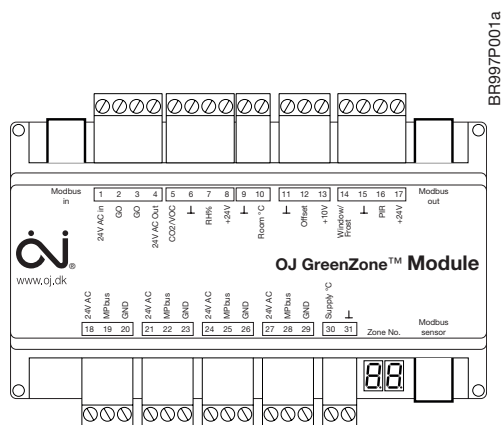 BR997P001a
Modbus in
1 2 3 4 5 6 7 8 9 10 11 12 13 14 15 16 17
Modbus out
24V AC in
GO
GO
24V AC Out
CO2/VOC
⊥
RH%
+24V
⊥
Room °C
⊥
Offset
+10V
Window/Frost
⊥
PIR
+24V
öj®
www.oj.dk
OJ GreenZone™ Module
24V AC
MPbus
GND
24V AC
MPbus
GND
24V AC
MPbus
GND
24V AC
MPbus
GND
Supply °C
⊥
18 19 20 21 22 23 24 25 26 27 28 29 30 31
Zone No.
Modbus sensor
88